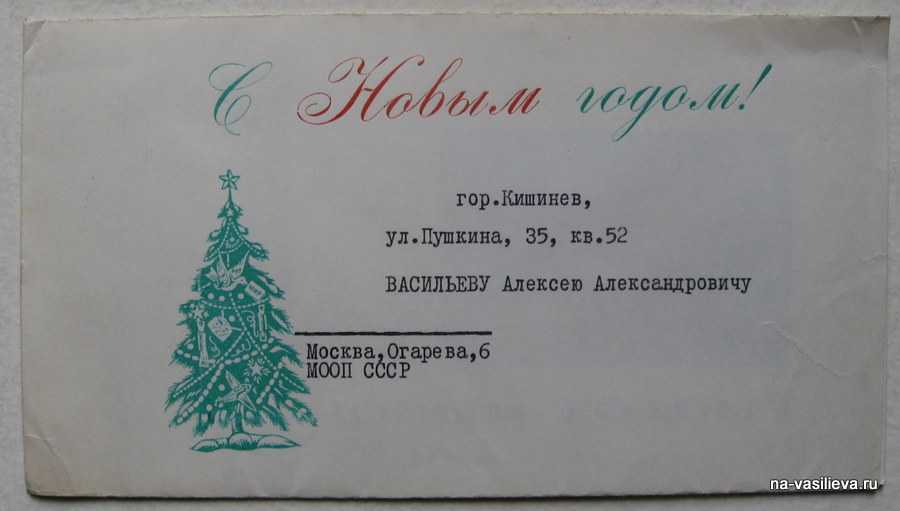 С Новым годом!
гор.Кишинев,
ул.Пушкина, 35, кв.52
ВАСИЛЬЕВУ Алексею Александровичу
Москва,Огарева,6
МООП СССР
na-vasilieva.ru